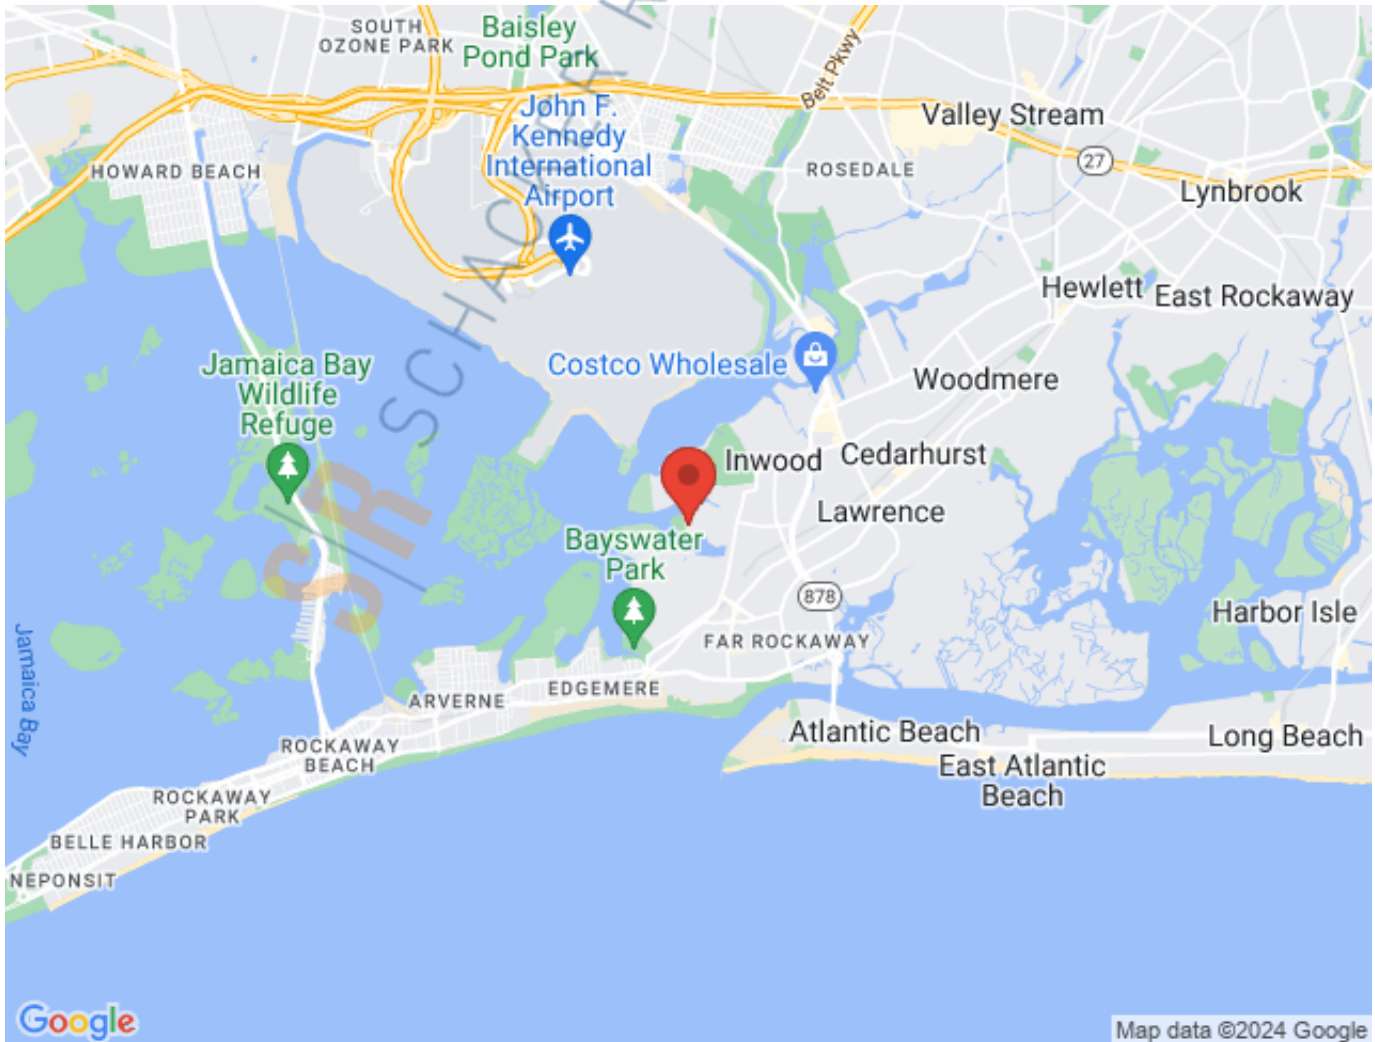 SOUTH
OZONE PARK
Baisley
Pond Park
Belt Pkwy
John F.
Kennedy
International
Airport
Valley Stream
27
HOWARD BEACH
ROSEDALE
Lynbrook
Hewlett
East Rockaway
Jamaica Bay
Wildlife
Refuge
Costco Wholesale
Woodmere
Inwood
Cedarhurst
Lawrence
Bayswater
Park
878
Harbor Isle
FAR ROCKAWAY
Jamaica Bay
EDGEMERE
ARVERNE
Atlantic Beach
Long Beach
ROCKAWAY
BEACH
East Atlantic
Beach
ROCKAWAY
PARK
BELLE HARBOR
NEPONSIT
SR
Google
Map data ©2024 Google